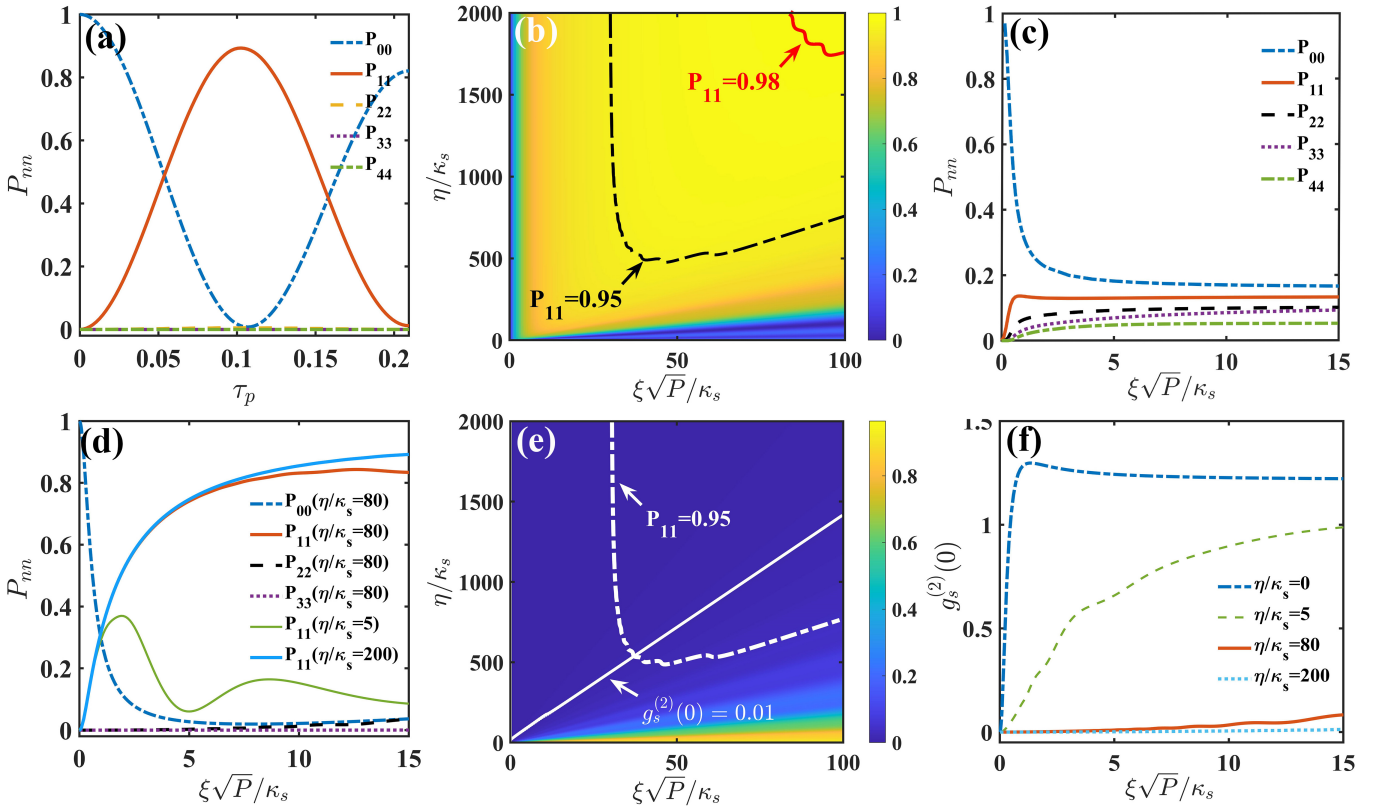 (a)
1
0.8
0.6
0.4
0.2
0
P_nn
0
0.05
0.1
0.15
0.2
τ_p
P_00
P_11
P_22
P_33
P_44
(b)
2000
1500
1000
500
0
η/κ_s
0
50
100
ξ√P/κ_s
P_11=0.98
P_11=0.95
1
0.8
0.6
0.4
0.2
0
(c)
1
0.8
0.6
0.4
0.2
0
P_nn
0
5
10
15
ξ√P/κ_s
P_00
P_11
P_22
P_33
P_44
(d)
1
0.8
0.6
0.4
0.2
0
P_nn
0
5
10
15
ξ√P/κ_s
P_00(η/κ_s=80)
P_11(η/κ_s=80)
P_22(η/κ_s=80)
P_33(η/κ_s=80)
P_11(η/κ_s=5)
P_11(η/κ_s=200)
(e)
2000
1500
1000
500
0
η/κ_s
0
50
100
ξ√P/κ_s
P_11=0.95
g_s^(2)(0) = 0.01
0.8
0.6
0.4
0.2
0
(f)
1.5
1
0.5
0
g_s^(2)(0)
0
5
10
15
ξ√P/κ_s
η/κ_s=0
η/κ_s=5
η/κ_s=80
η/κ_s=200